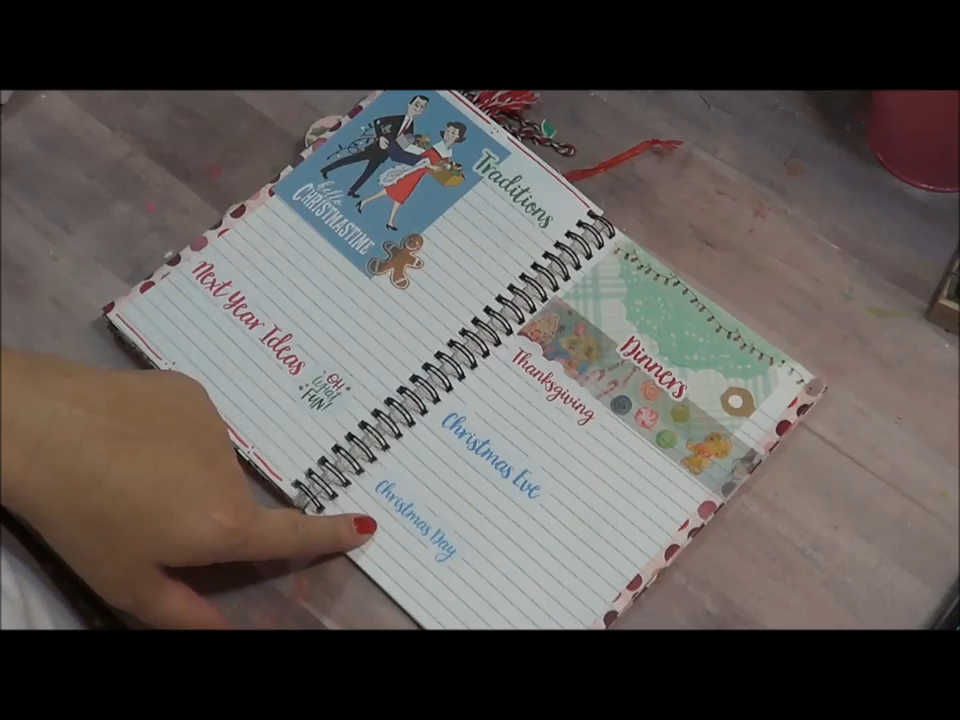 hello
CHRISTMASTIME
Traditions
Next Year Ideas
OH
What
FUN!
Dinners
Thanksgiving
Christmas Eve
Christmas Day